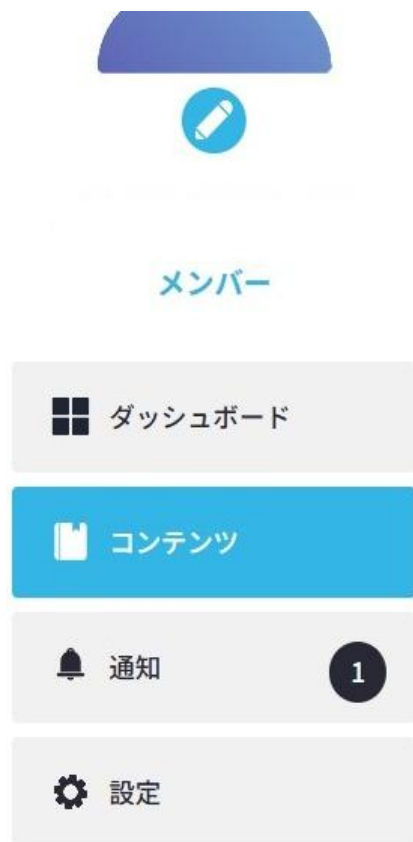 メンバー
ダッシュボード
コンテンツ
通知
1
設定